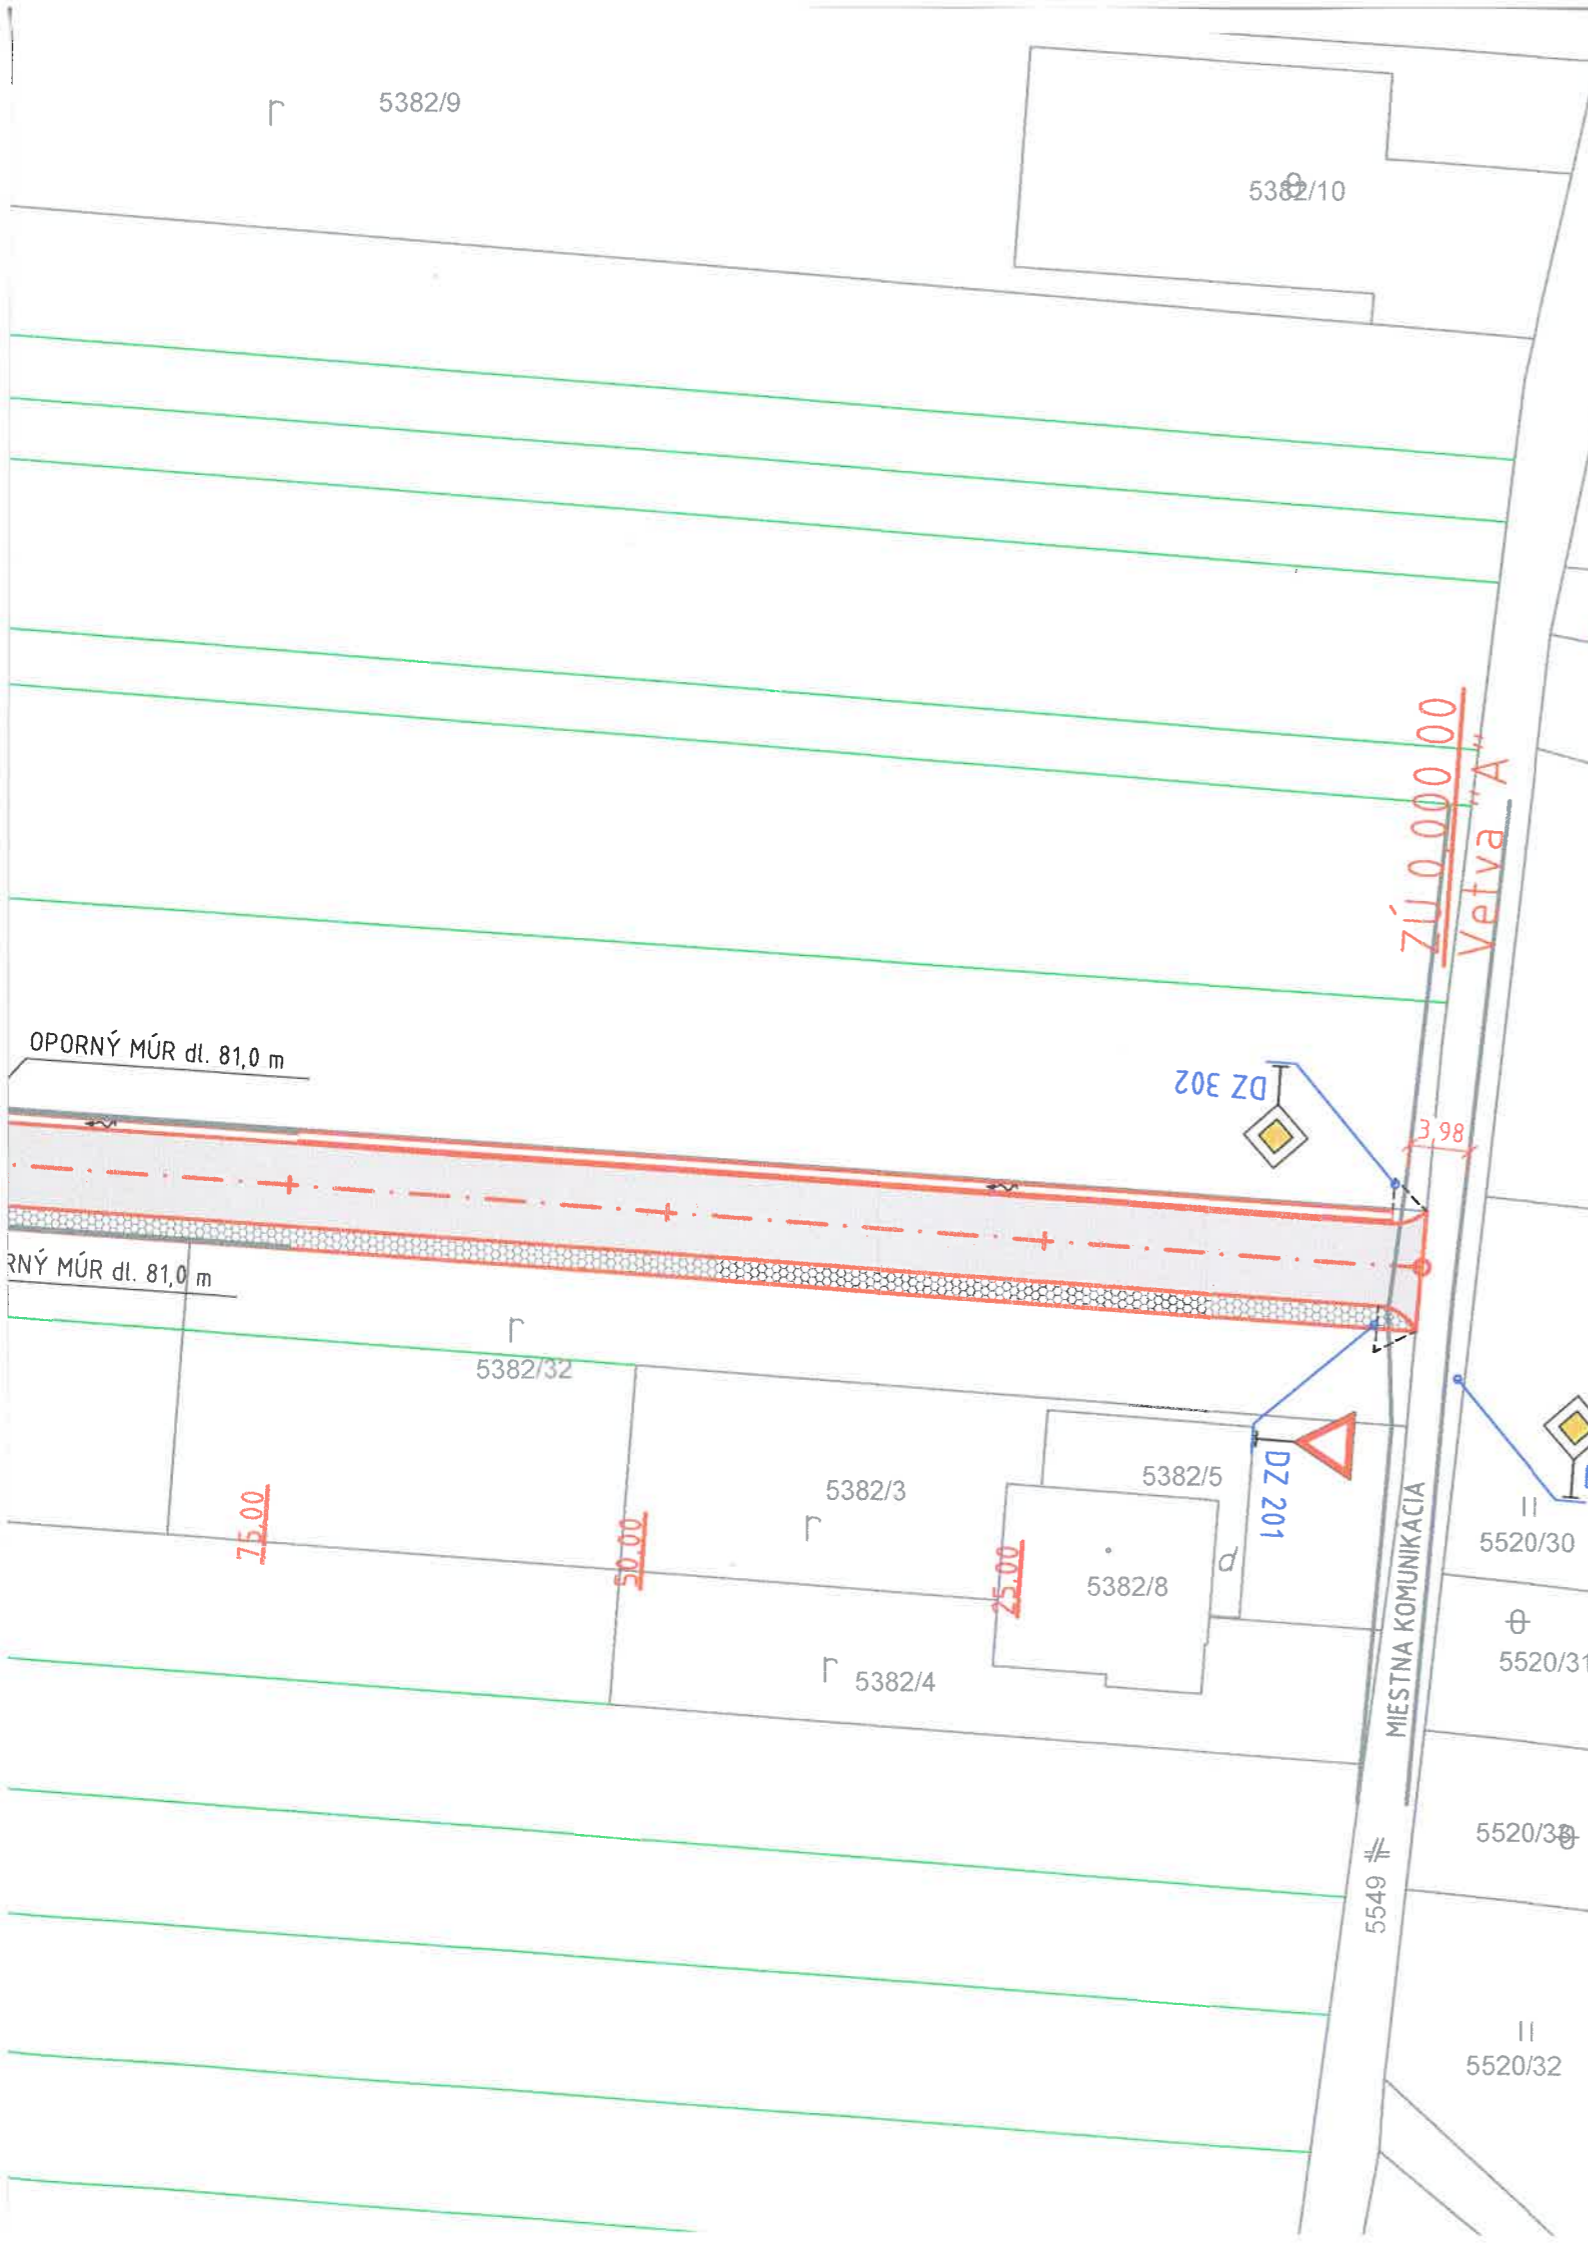 5382/9
5382/10
ZÚ 0,000 00
Vetva "A"
OPORNÝ MÚR dl. 81,0 m
DZ 302
3,98
RNÝ MÚR dl. 81,0 m
5382/32
5382/3
5382/5
DZ 201
75,00
50,00
25,00
5382/8
5382/4
MIESTNA KOMUNIKÁCIA
5520/30
5520/31
5549
5520/32